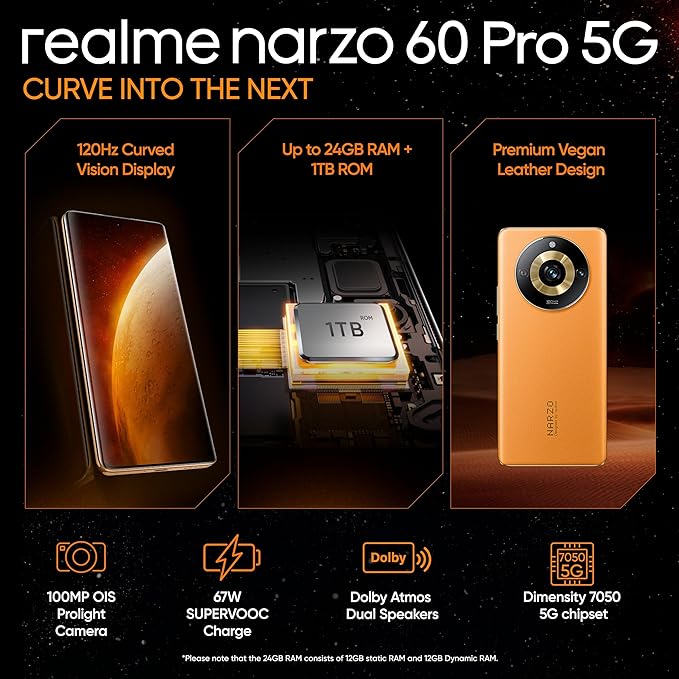 realme narzo 60 Pro 5G
CURVE INTO THE NEXT
120Hz Curved
Vision Display
Up to 24GB RAM +
1TB ROM
Premium Vegan
Leather Design
ROM
1TB
NARZO
100MP OIS
Prolight
Camera
67W
SUPERVOOC
Charge
Dolby
Dolby Atmos
Dual Speakers
7050
5G
Dimensity 7050
5G chipset
*Please note that the 24GB RAM consists of 12GB static RAM and 12GB Dynamic RAM.